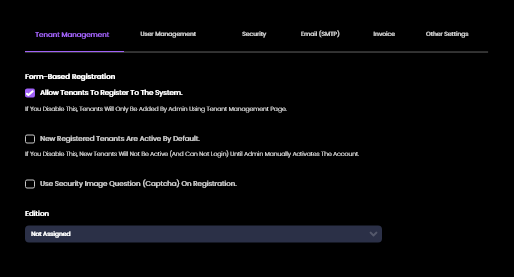 Tenant Management User Management Security Email (SMTP) Invoice Other Settings
Form-Based Registration
Allow Tenants To Register To The System.
If You Disable This, Tenants Will Only Be Added By Admin Using Tenant Management Page.
New Registered Tenants Are Active By Default.
If You Disable This, New Tenants Will Not Be Active (And Can Not Login) Until Admin Manually Activates The Account.
Use Security Image Question (Captcha) On Registration.
Edition
Not Assigned